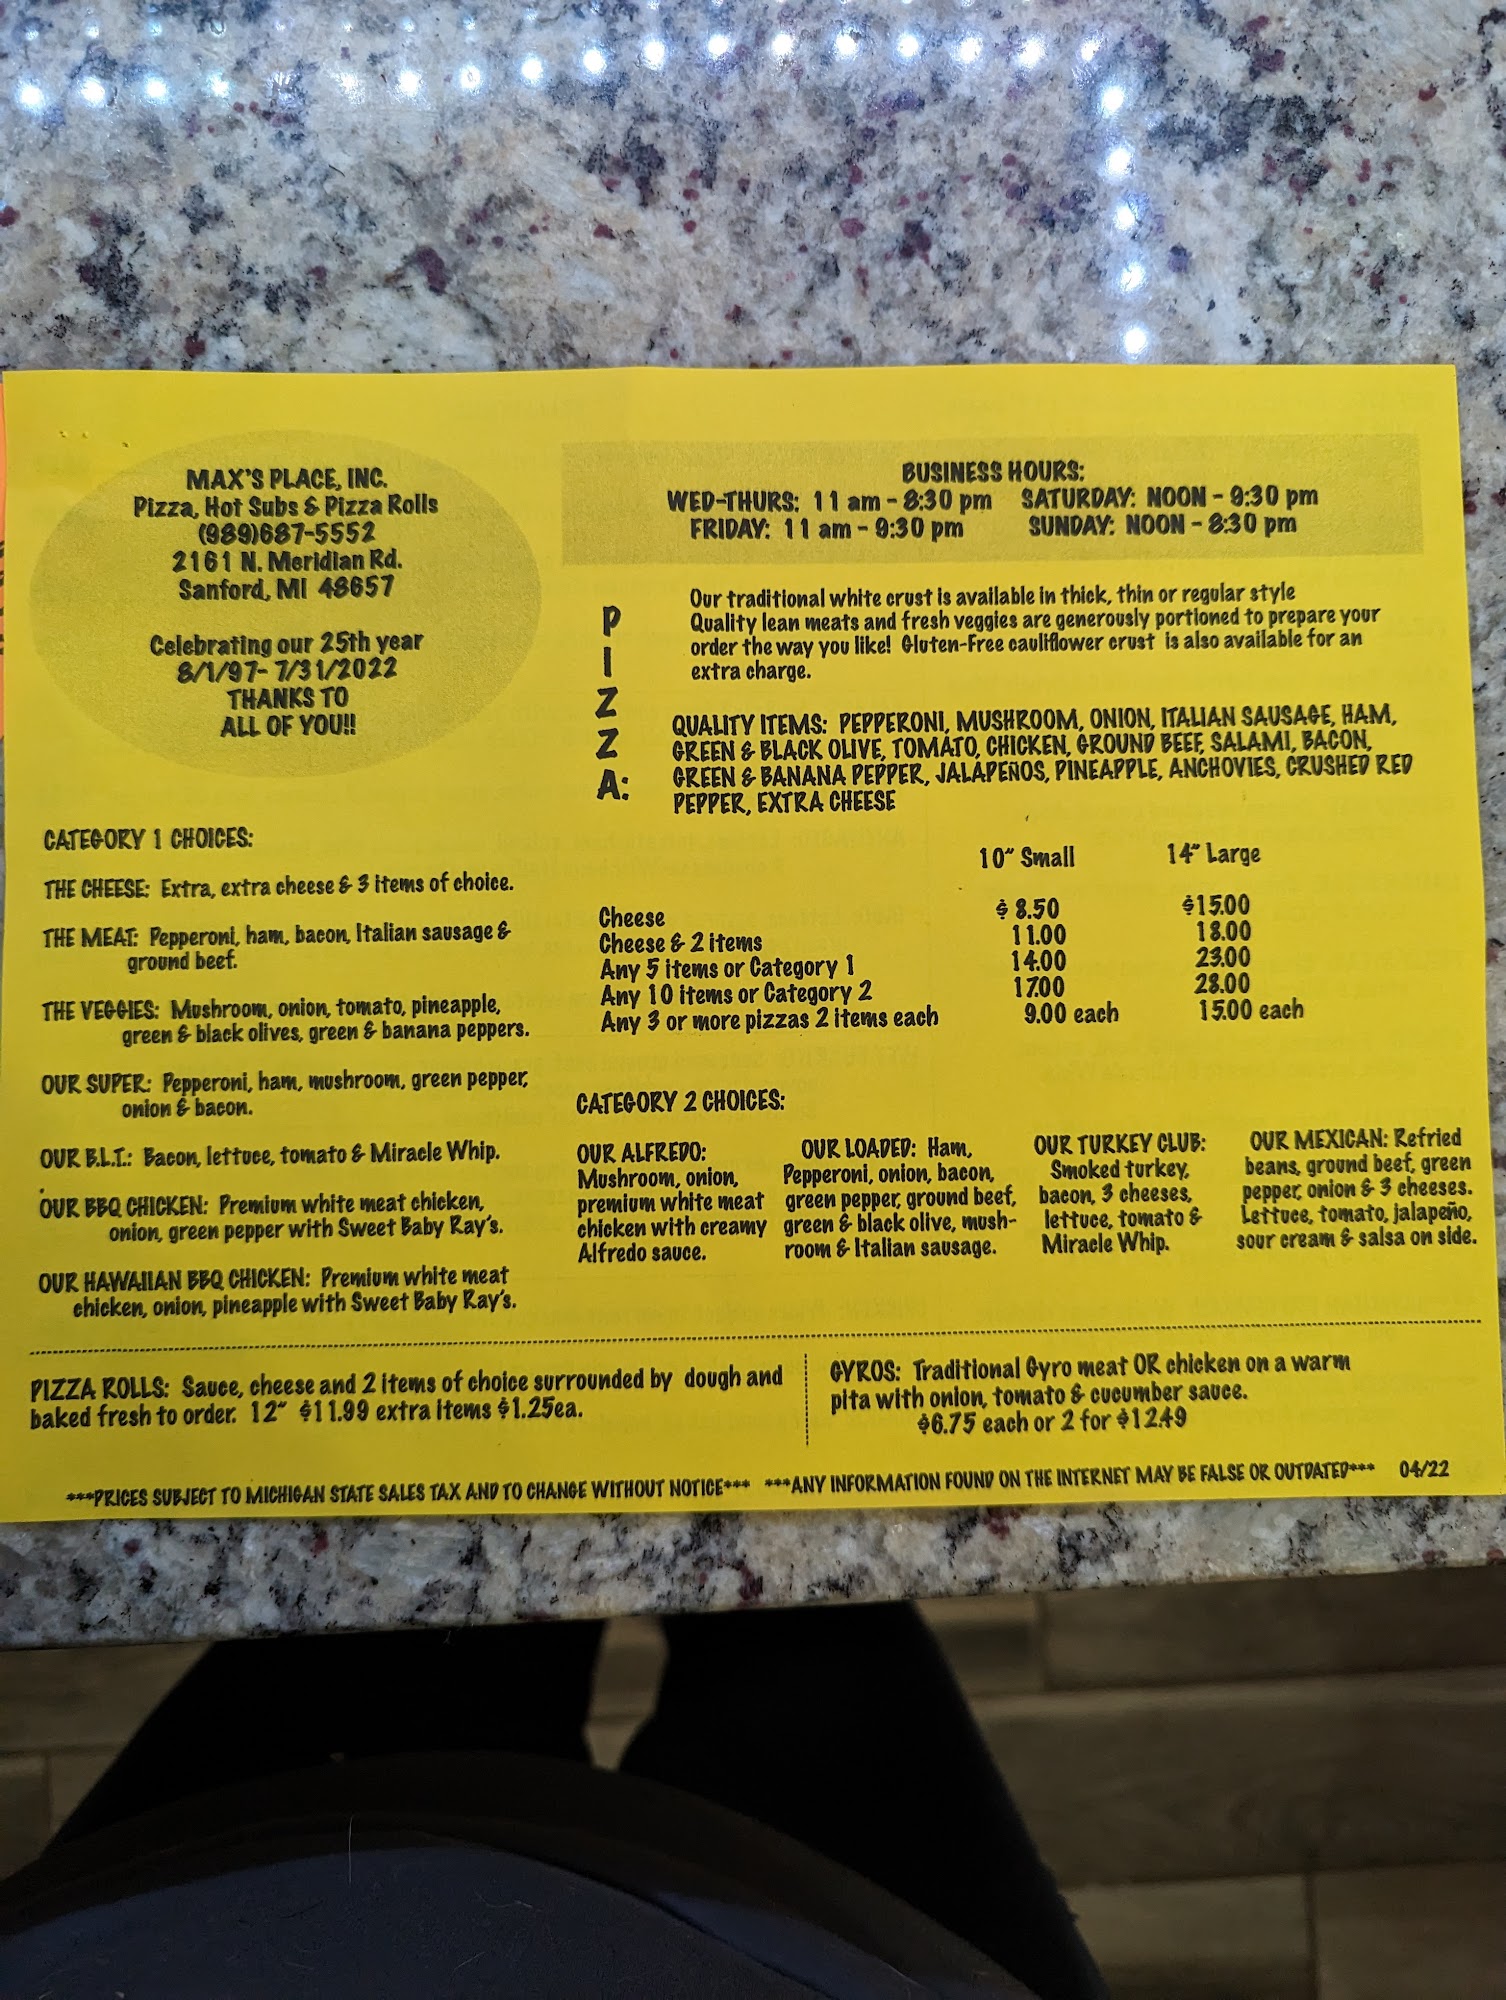 MAX'S PLACE, INC.
Pizza, Hot Subs & Pizza Rolls
(989)687-5552
2161 N. Meridian Rd.
Sanford, MI 48657
Celebrating our 25th year
8/1/97- 7/31/2022
THANKS TO
ALL OF YOU!!
BUSINESS HOURS:
WED-THURS: 11 am - 8:30 pm SATURDAY: NOON - 9:30 pm
FRIDAY: 11 am - 9:30 pm SUNDAY: NOON - 8:30 pm
PIZZA:
Our traditional white crust is available in thick, thin or regular style
Quality lean meats and fresh veggies are generously portioned to prepare your
order the way you like! Gluten-Free cauliflower crust is also available for an
extra charge.
QUALITY ITEMS: PEPPERONI, MUSHROOM, ONION, ITALIAN SAUSAGE, HAM,
GREEN & BLACK OLIVE, TOMATO, CHICKEN, GROUND BEEF, SALAMI, BACON,
GREEN & BANANA PEPPER, JALAPEÑOS, PINEAPPLE, ANCHOVIES, CRUSHED RED
PEPPER, EXTRA CHEESE
10" Small 14" Large
Cheese $ 8.50 $15.00
Cheese & 2 items 11.00 18.00
Any 5 items or Category 1 14.00 23.00
Any 10 items or Category 2 17.00 28.00
Any 3 or more pizzas 2 items each 9.00 each 15.00 each
CATEGORY 1 CHOICES:
THE CHEESE: Extra, extra cheese & 3 items of choice.
THE MEAT: Pepperoni, ham, bacon, Italian sausage &
ground beef.
THE VEGGIES: Mushroom, onion, tomato, pineapple,
green & black olives, green & banana peppers.
OUR SUPER: Pepperoni, ham, mushroom, green pepper,
onion & bacon.
OUR B.L.T.: Bacon, lettuce, tomato & Miracle Whip.
OUR BBQ CHICKEN: Premium white meat chicken,
onion, green pepper with Sweet Baby Ray's.
OUR HAWAIIAN BBQ CHICKEN: Premium white meat
chicken, onion, pineapple with Sweet Baby Ray's.
CATEGORY 2 CHOICES:
OUR ALFREDO:
Mushroom, onion,
premium white meat
chicken with creamy
Alfredo sauce.
OUR LOADED: Ham,
Pepperoni, onion, bacon,
green pepper, ground beef,
green & black olive, mush-
room & Italian sausage.
OUR TURKEY CLUB:
Smoked turkey,
bacon, 3 cheeses,
lettuce, tomato &
Miracle Whip.
OUR MEXICAN: Refried
beans, ground beef, green
pepper, onion & 3 cheeses.
Lettuce, tomato, jalapeño,
sour cream & salsa on side.
PIZZA ROLLS: Sauce, cheese and 2 items of choice surrounded by dough and
baked fresh to order. 12" $11.99 extra items $1.25ea.
GYROS: Traditional Gyro meat OR chicken on a warm
pita with onion, tomato & cucumber sauce.
$6.75 each or 2 for $12.49
***PRICES SUBJECT TO MICHIGAN STATE SALES TAX AND TO CHANGE WITHOUT NOTICE*** ***ANY INFORMATION FOUND ON THE INTERNET MAY BE FALSE OR OUTDATED*** 04/22